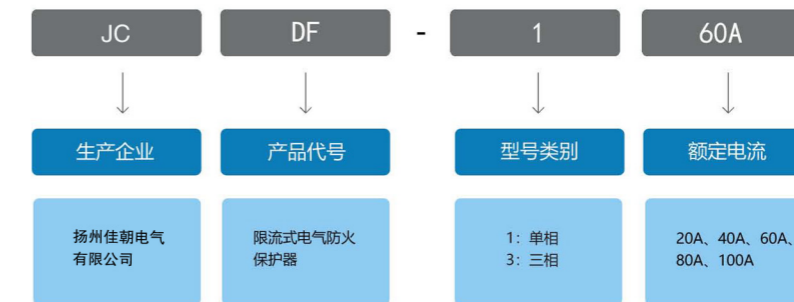 JC DF - 1 60A
生产企业 产品代号 型号类别 额定电流
扬州佳朝电气 限流式电气防火 1：单相 20A、40A、60A、
有限公司 保护器 3：三相 80A、100A